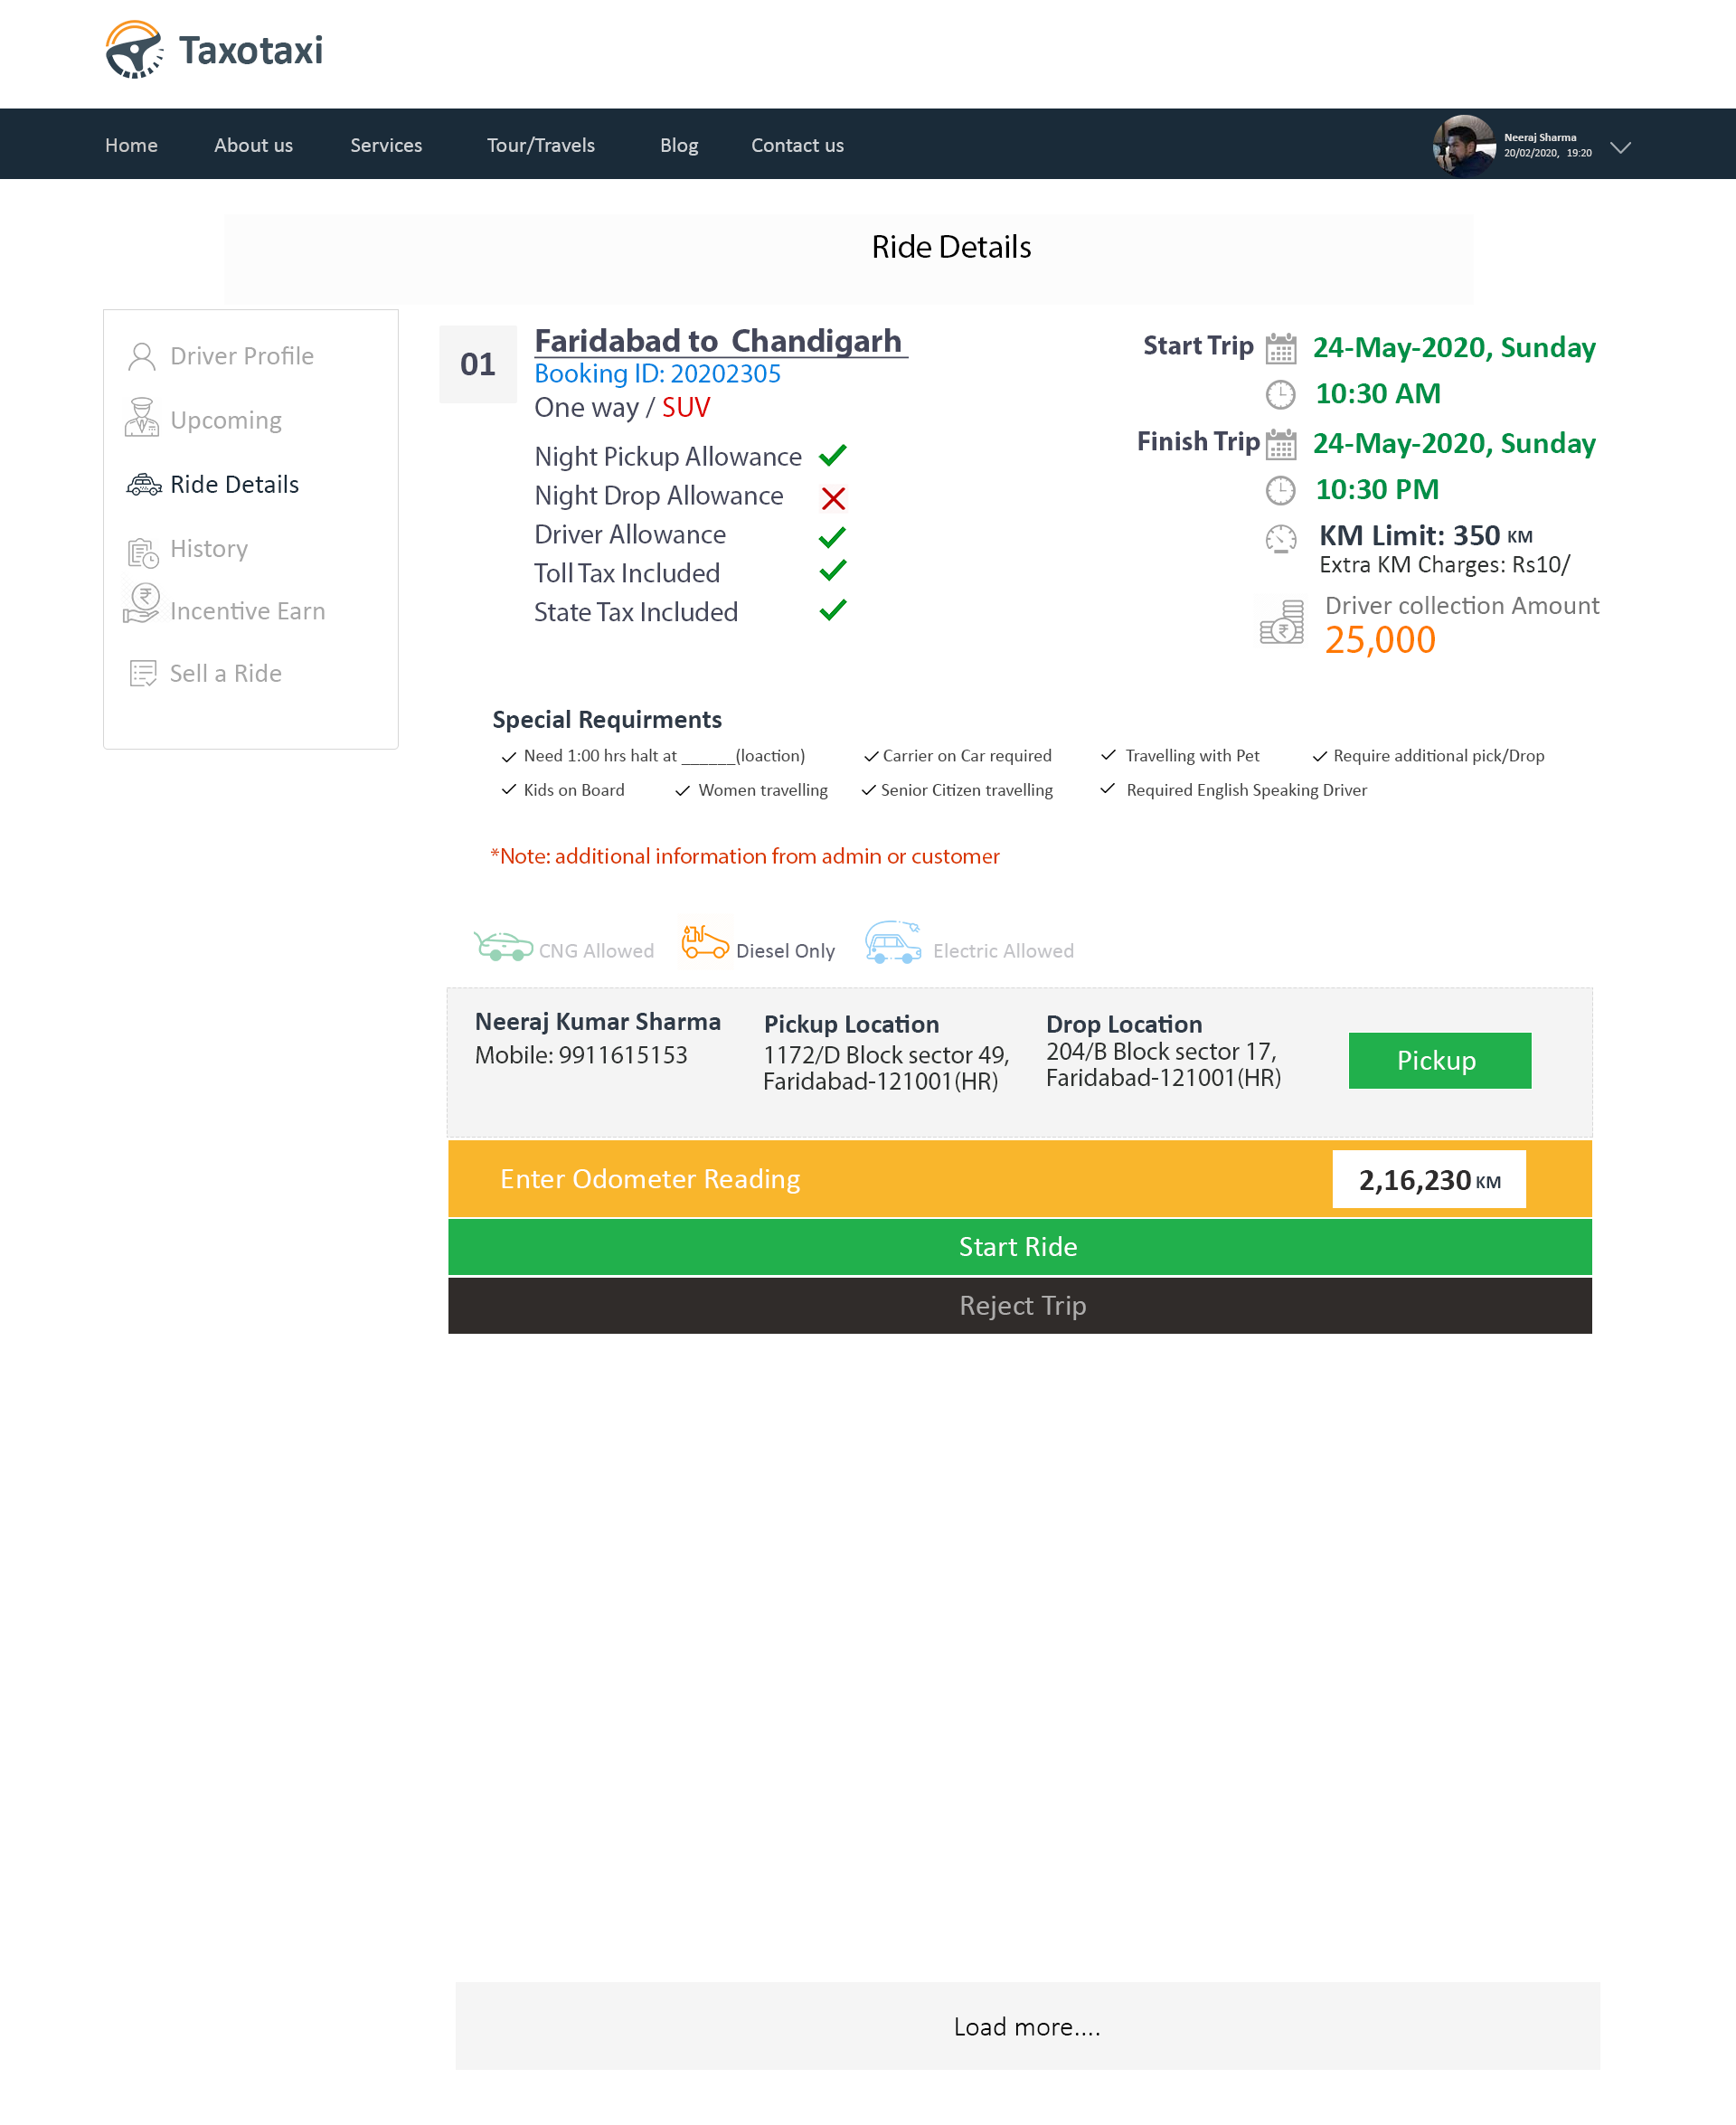 Taxotaxi
Home About us Services Tour/Travels Blog Contact us
Neeraj Sharma
20/02/2020, 19:20
Ride Details
Driver Profile
Upcoming
Ride Details
History
Incentive Earn
Sell a Ride
01
Faridabad to Chandigarh
Booking ID: 20202305
One way / SUV
Night Pickup Allowance
Night Drop Allowance
Driver Allowance
Toll Tax Included
State Tax Included
Start Trip 24-May-2020, Sunday
10:30 AM
Finish Trip 24-May-2020, Sunday
10:30 PM
KM Limit: 350 KM
Extra KM Charges: Rs10/
Driver collection Amount
25,000
Special Requirments
Need 1:00 hrs halt at ______(loaction) Carrier on Car required Travelling with Pet Require additional pick/Drop
Kids on Board Women travelling Senior Citizen travelling Required English Speaking Driver
*Note: additional information from admin or customer
CNG Allowed Diesel Only Electric Allowed
Neeraj Kumar Sharma
Mobile: 9911615153
Pickup Location
1172/D Block sector 49,
Faridabad-121001(HR)
Drop Location
204/B Block sector 17,
Faridabad-121001(HR)
Pickup
Enter Odometer Reading 2,16,230 KM
Start Ride
Reject Trip
Load more....